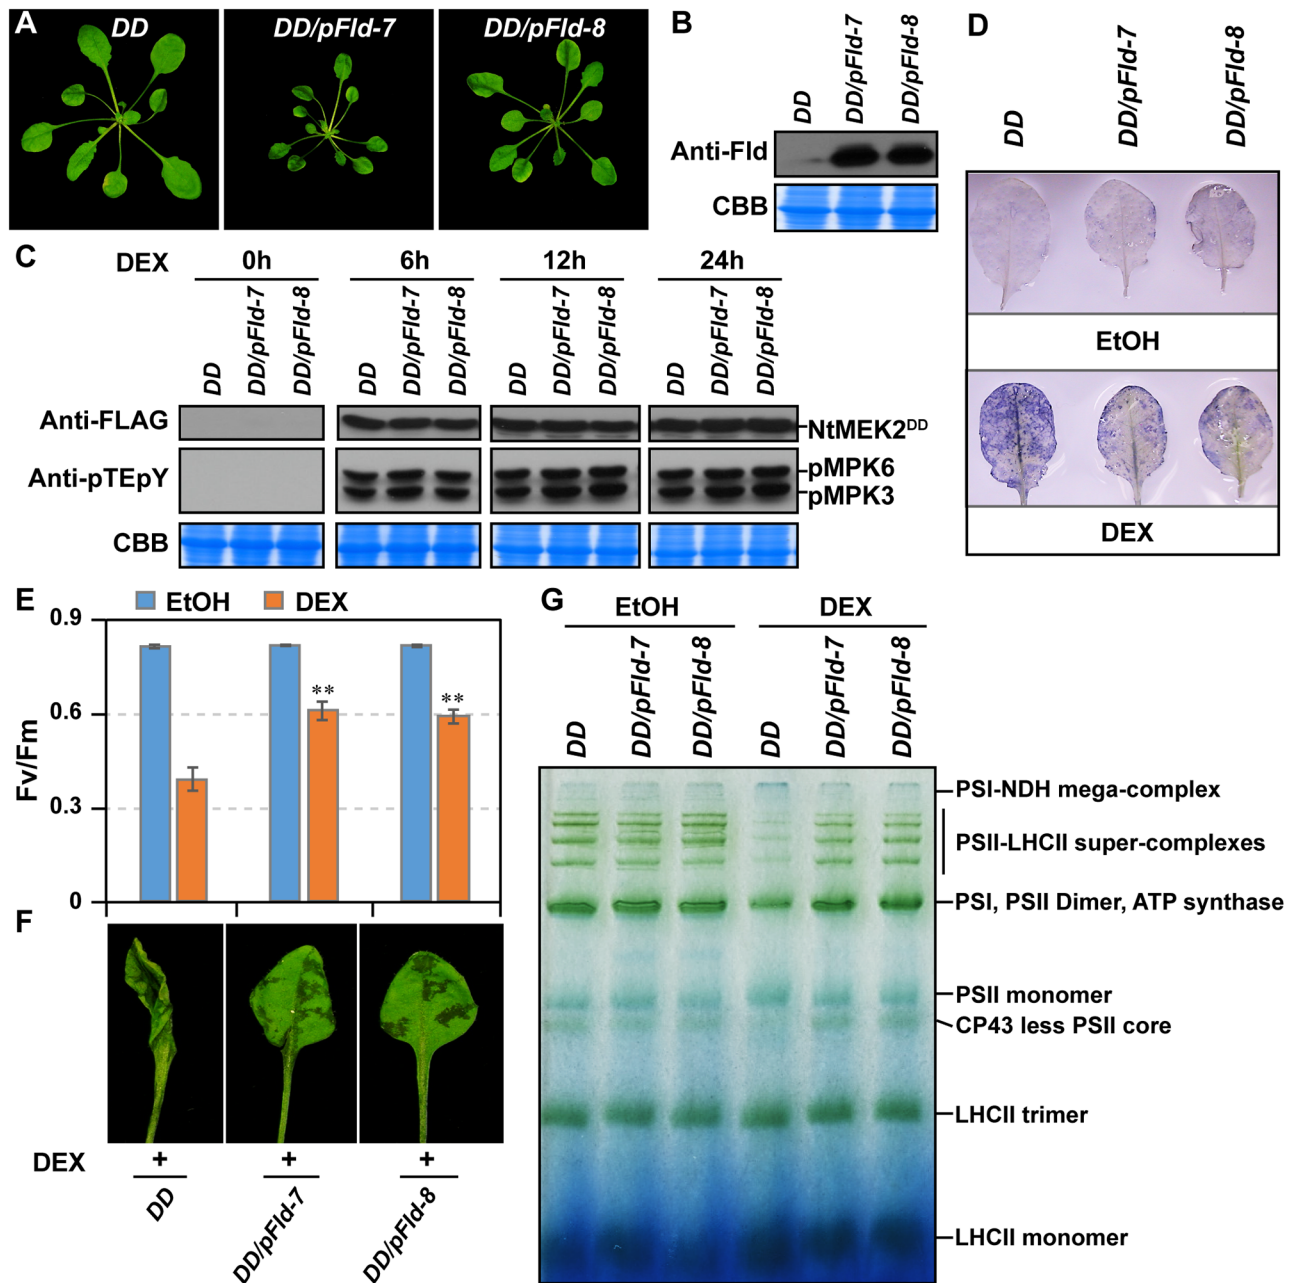 A
DD
DD/pFld-7
DD/pFld-8
B
DD
DD/pFld-7
DD/pFld-8
Anti-Fld
CBB
C
DEX
0h
6h
12h
24h
DD
DD/pFld-7
DD/pFld-8
DD
DD/pFld-7
DD/pFld-8
DD
DD/pFld-7
DD/pFld-8
DD
DD/pFld-7
DD/pFld-8
Anti-FLAG
NtMEK2DD
Anti-pTEpY
pMPK6
pMPK3
CBB
D
DD
DD/pFld-7
DD/pFld-8
EtOH
DEX
E
EtOH
DEX
Fv/Fm
0.9
0.6
0.3
0
**
**
F
DEX
+
+
+
DD
DD/pFld-7
DD/pFld-8
G
EtOH
DEX
DD
DD/pFld-7
DD/pFld-8
DD
DD/pFld-7
DD/pFld-8
PSI-NDH mega-complex
PSII-LHCII super-complexes
PSI, PSII Dimer, ATP synthase
PSII monomer
CP43 less PSII core
LHCII trimer
LHCII monomer